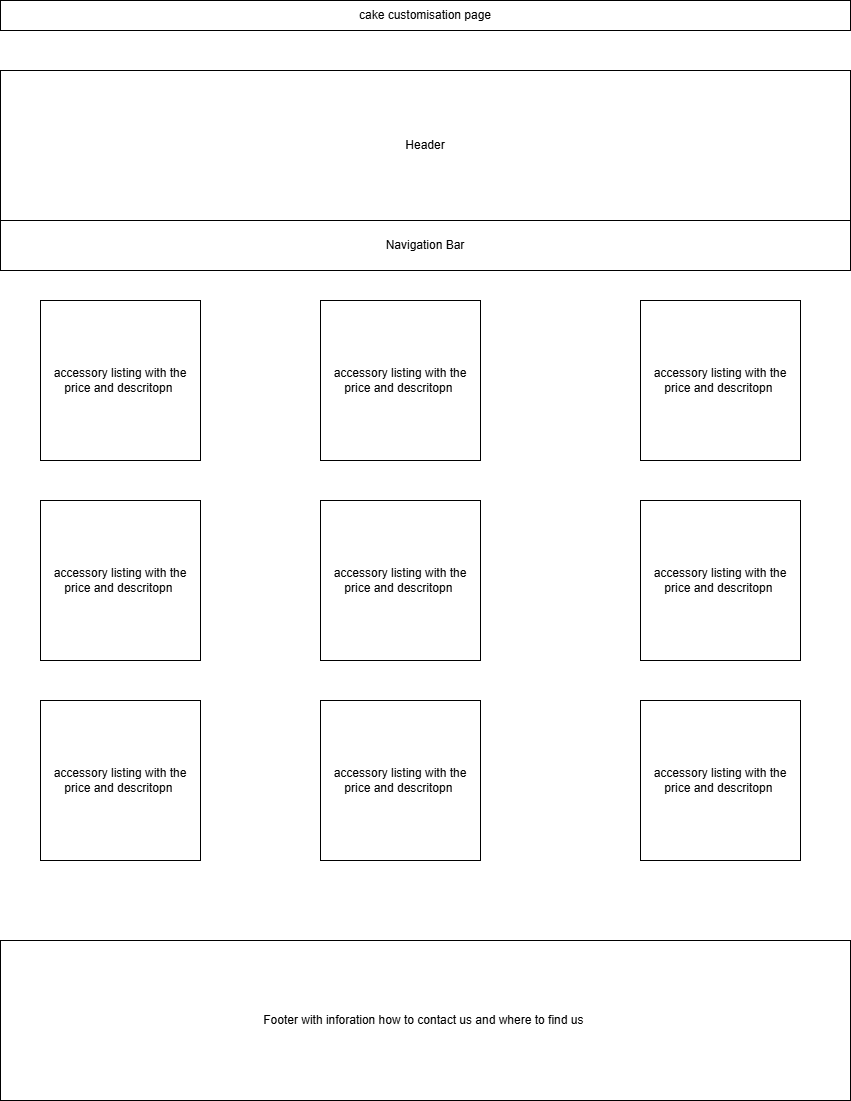 cake customisation page
Header
Navigation Bar
accessory listing with the
price and descritopn
accessory listing with the
price and descritopn
accessory listing with the
price and descritopn
accessory listing with the
price and descritopn
accessory listing with the
price and descritopn
accessory listing with the
price and descritopn
accessory listing with the
price and descritopn
accessory listing with the
price and descritopn
accessory listing with the
price and descritopn
Footer with inforation how to contact us and where to find us